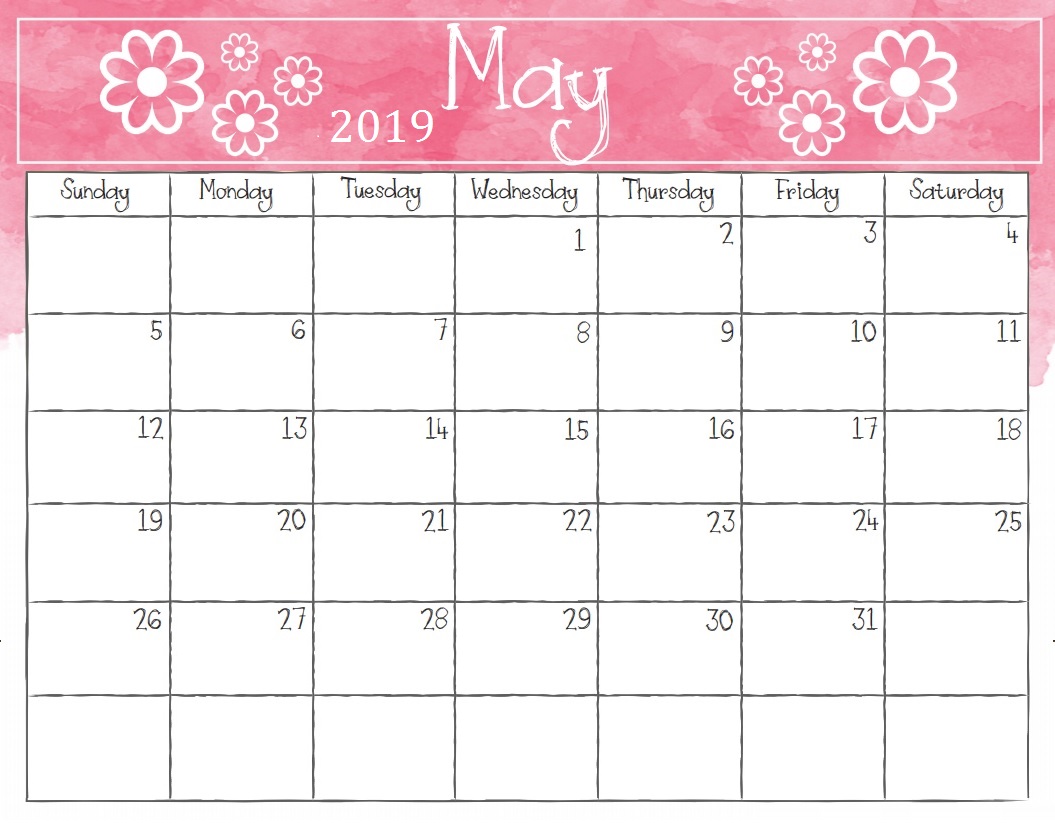 May
2019
Sunday Monday Tuesday Wednesday Thursday Friday Saturday
1 2 3 4
5 6 7 8 9 10 11
12 13 14 15 16 17 18
19 20 21 22 23 24 25
26 27 28 29 30 31